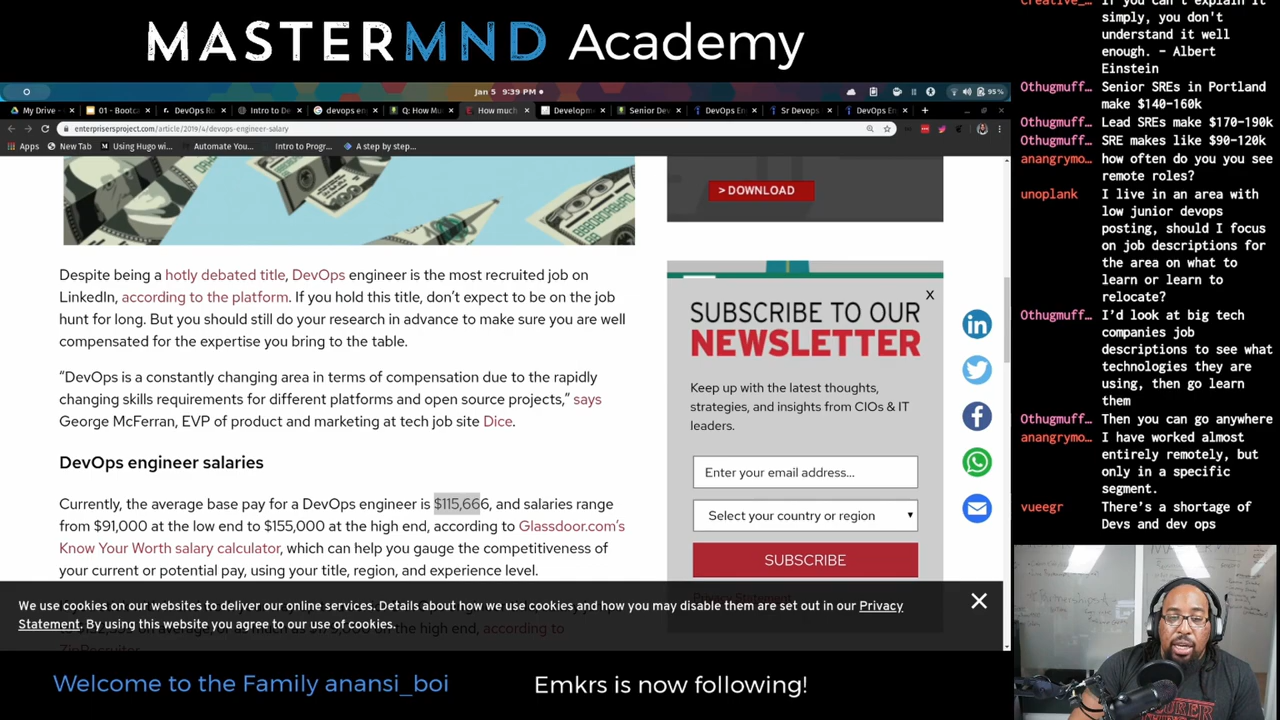 MASTERMND Academy
Jan 5 9:39 PM
95%
My Drive -
01 - Bootca
DevOps Ro
Intro to De
devops en
Q: How Mu
How much
Developm
Senior Dev
DevOps En
Sr DevOps
DevOps En
enterprisersproject.com/article/2019/4/devops-engineer-salary
Apps
New Tab
Using Hugo wi...
Automate You...
Intro to Progr...
A step by step...
> DOWNLOAD
Despite being a hotly debated title, DevOps engineer is the most recruited job on
LinkedIn, according to the platform. If you hold this title, don't expect to be on the job
hunt for long. But you should still do your research in advance to make sure you are well
compensated for the expertise you bring to the table.
“DevOps is a constantly changing area in terms of compensation due to the rapidly
changing skills requirements for different platforms and open source projects,” says
George McFerran, EVP of product and marketing at tech job site Dice.
DevOps engineer salaries
Currently, the average base pay for a DevOps engineer is $115,666, and salaries range
from $91,000 at the low end to $155,000 at the high end, according to Glassdoor.com's
Know Your Worth salary calculator, which can help you gauge the competitiveness of
your current or potential pay, using your title, region, and experience level.
X
SUBSCRIBE TO OUR
NEWSLETTER
Keep up with the latest thoughts,
strategies, and insights from CIOs & IT
leaders.
Enter your email address...
Select your country or region
SUBSCRIBE
Privacy Statement
We use cookies on our websites to deliver our online services. Details about how we use cookies and how you may disable them are set out in our Privacy
Statement. By using this website you agree to our use of cookies.
Welcome to the Family anansi_boi
Emkrs is now following!
Creative_... If you can't explain it
simply, you don't
understand it well
enough. – Albert
Einstein
Othugmuff… Senior SREs in Portland
make $140-160k
Othugmuff… Lead SREs make $170-190k
Othugmuff… SRE makes like $90-120k
anangrymo… how often do you you see
remote roles?
unoplank I live in an area with
low junior devops
posting, should I focus
on job descriptions for
the area on what to
learn or learn to
relocate?
Othugmuff… I'd look at big tech
companies job
descriptions to see what
technologies they are
using, then go learn
them
Othugmuff… Then you can go anywhere
anangrymo… I have worked almost
entirely remotely, but
only in a specific
segment.
vueegr There's a shortage of
Devs and dev ops